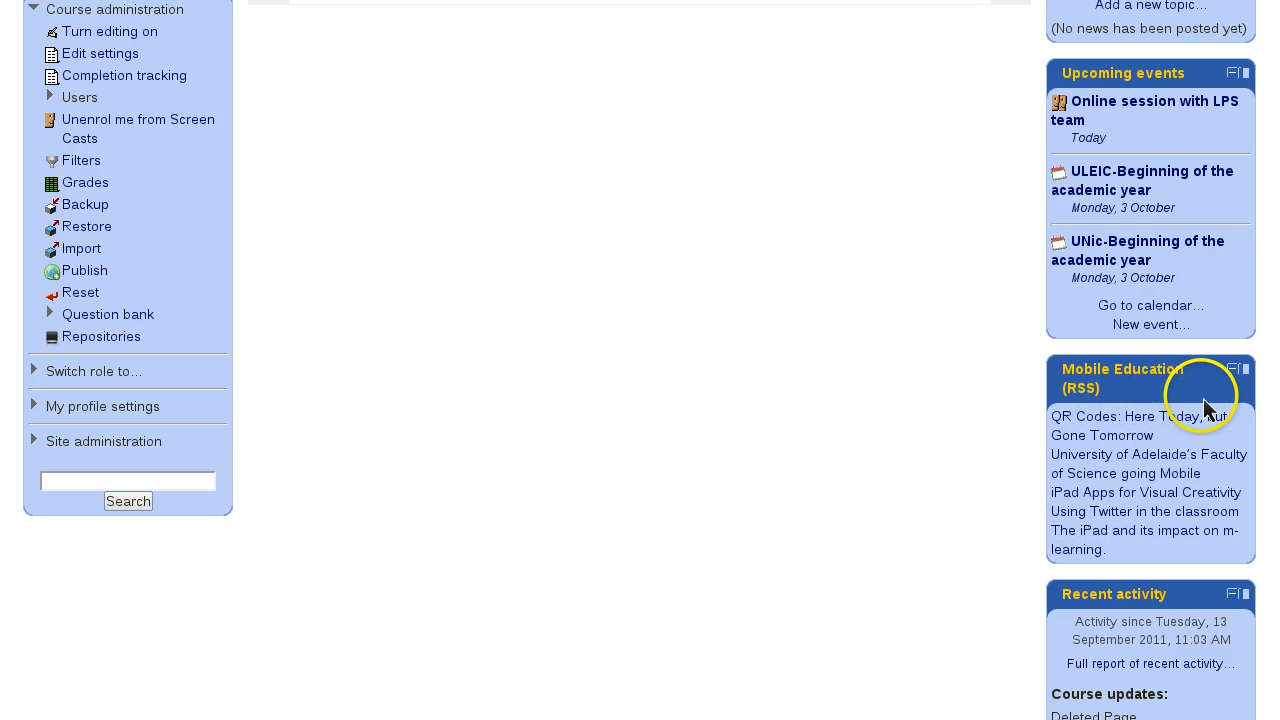 Course administration
Turn editing on
Edit settings
Completion tracking
Users
Unenrol me from Screen
Casts
Filters
Grades
Backup
Restore
Import
Publish
Reset
Question bank
Repositories
Switch role to...
My profile settings
Site administration
Search
Add a new topic...
(No news has been posted yet)
Upcoming events
Online session with LPS
team
Today
ULEIC-Beginning of the
academic year
Monday, 3 October
UNic-Beginning of the
academic year
Monday, 3 October
Go to calendar...
New event...
Mobile Education
(RSS)
QR Codes: Here Today, but
Gone Tomorrow
University of Adelaide's Faculty
of Science going Mobile
iPad Apps for Visual Creativity
Using Twitter in the classroom
The iPad and its impact on m-
learning.
Recent activity
Activity since Tuesday, 13
September 2011, 11:03 AM
Full report of recent activity...
Course updates:
Deleted Page